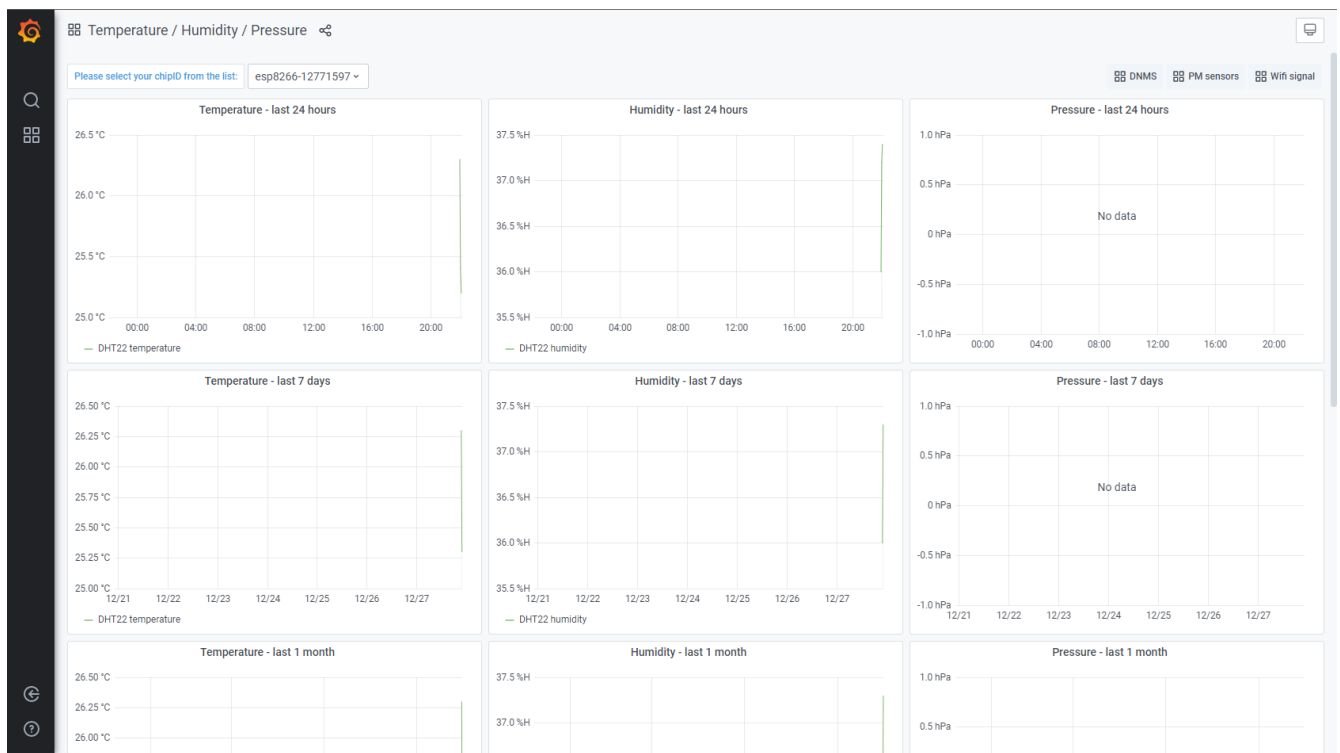 Temperature / Humidity / Pressure
Please select your chipID from the list: esp8266-12771597
DNMS PM sensors Wifi signal
Temperature - last 24 hours
26.5 °C
26.0 °C
25.5 °C
25.0 °C
00:00 04:00 08:00 12:00 16:00 20:00
DHT22 temperature
Humidity - last 24 hours
37.5 %H
37.0 %H
36.5 %H
36.0 %H
35.5 %H
00:00 04:00 08:00 12:00 16:00 20:00
DHT22 humidity
Pressure - last 24 hours
1.0 hPa
0.5 hPa
No data
0 hPa
-0.5 hPa
-1.0 hPa
00:00 04:00 08:00 12:00 16:00 20:00
Temperature - last 7 days
26.50 °C
26.25 °C
26.00 °C
25.75 °C
25.50 °C
25.25 °C
25.00 °C
12/21 12/22 12/23 12/24 12/25 12/26 12/27
DHT22 temperature
Humidity - last 7 days
37.5 %H
37.0 %H
36.5 %H
36.0 %H
35.5 %H
12/21 12/22 12/23 12/24 12/25 12/26 12/27
DHT22 humidity
Pressure - last 7 days
1.0 hPa
0.5 hPa
No data
0 hPa
-0.5 hPa
-1.0 hPa
12/21 12/22 12/23 12/24 12/25 12/26 12/27
Temperature - last 1 month
26.50 °C
26.25 °C
26.00 °C
Humidity - last 1 month
37.5 %H
37.0 %H
Pressure - last 1 month
1.0 hPa
0.5 hPa